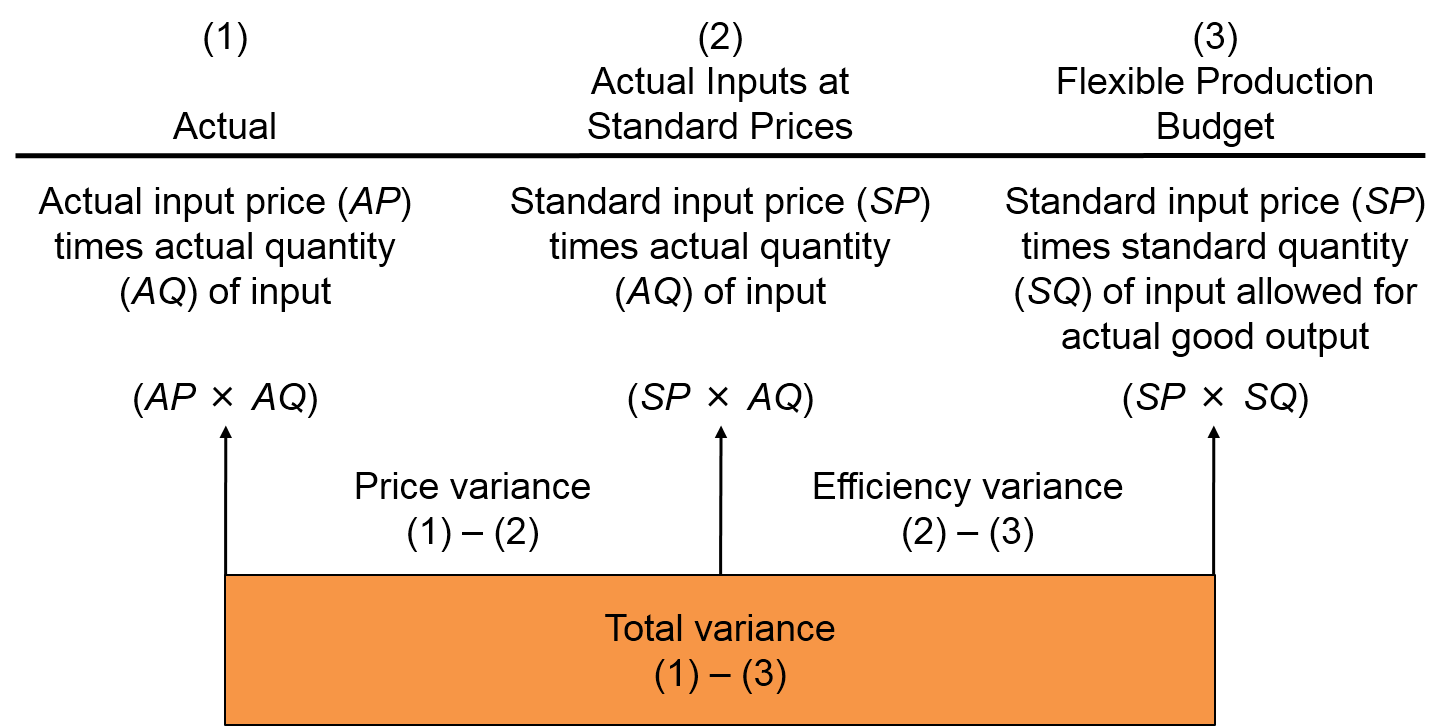 (1)
Actual
(2)
Actual Inputs at
Standard Prices
(3)
Flexible Production
Budget
Actual input price (AP)
times actual quantity
(AQ) of input
Standard input price (SP)
times actual quantity
(AQ) of input
Standard input price (SP)
times standard quantity
(SQ) of input allowed for
actual good output
(AP × AQ)
(SP × AQ)
(SP × SQ)
Price variance
(1) – (2)
Efficiency variance
(2) – (3)
Total variance
(1) – (3)